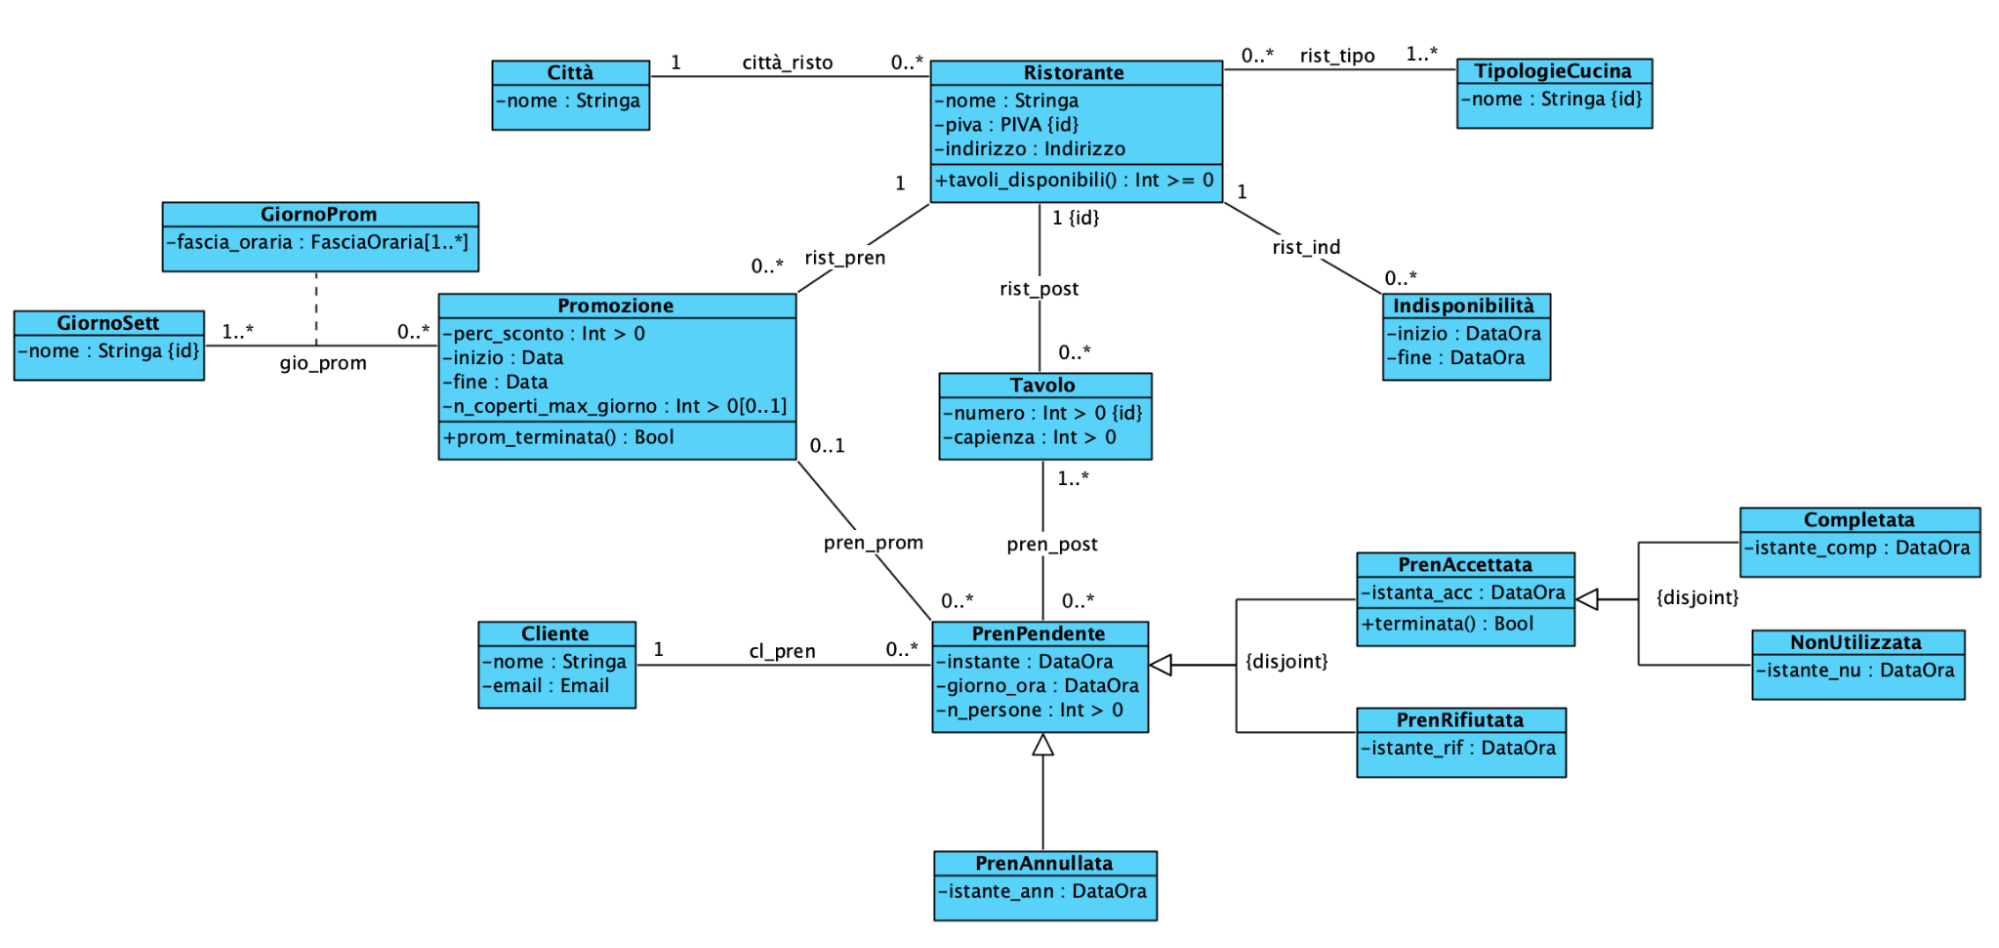 Città
-nome : Stringa
1
città_risto
0..*
Ristorante
-nome : Stringa
-piva : PIVA {id}
-indirizzo : Indirizzo
+tavoli_disponibili() : Int >= 0
0..*
rist_tipo
1..*
TipologieCucina
-nome : Stringa {id}
1
rist_pren
0..*
1 {id}
rist_post
0..*
1
rist_ind
0..*
GiornoProm
-fascia_oraria : FasciaOraria[1..*]
GiornoSett
-nome : Stringa {id}
1..*
gio_prom
0..*
Promozione
-perc_sconto : Int > 0
-inizio : Data
-fine : Data
-n_coperti_max_giorno : Int > 0[0..1]
+prom_terminata() : Bool
Tavolo
-numero : Int > 0 {id}
-capienza : Int > 0
Indisponibilità
-inizio : DataOra
-fine : DataOra
0..1
pren_prom
0..*
1..*
pren_post
0..*
Cliente
-nome : Stringa
-email : Email
1
cl_pren
0..*
PrenPendente
-instante : DataOra
-giorno_ora : DataOra
-n_persone : Int > 0
{disjoint}
PrenAccettata
-istanta_acc : DataOra
+terminata() : Bool
{disjoint}
Completata
-istante_comp : DataOra
NonUtilizzata
-istante_nu : DataOra
PrenRifiutata
-istante_rif : DataOra
PrenAnnullata
-istante_ann : DataOra